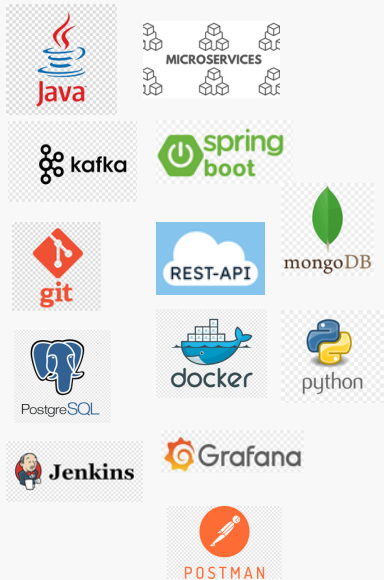 Java
MICROSERVICES
kafka
spring
boot
mongoDB
git
REST-API
PostgreSQL
docker
python
Jenkins
Grafana
POSTMAN